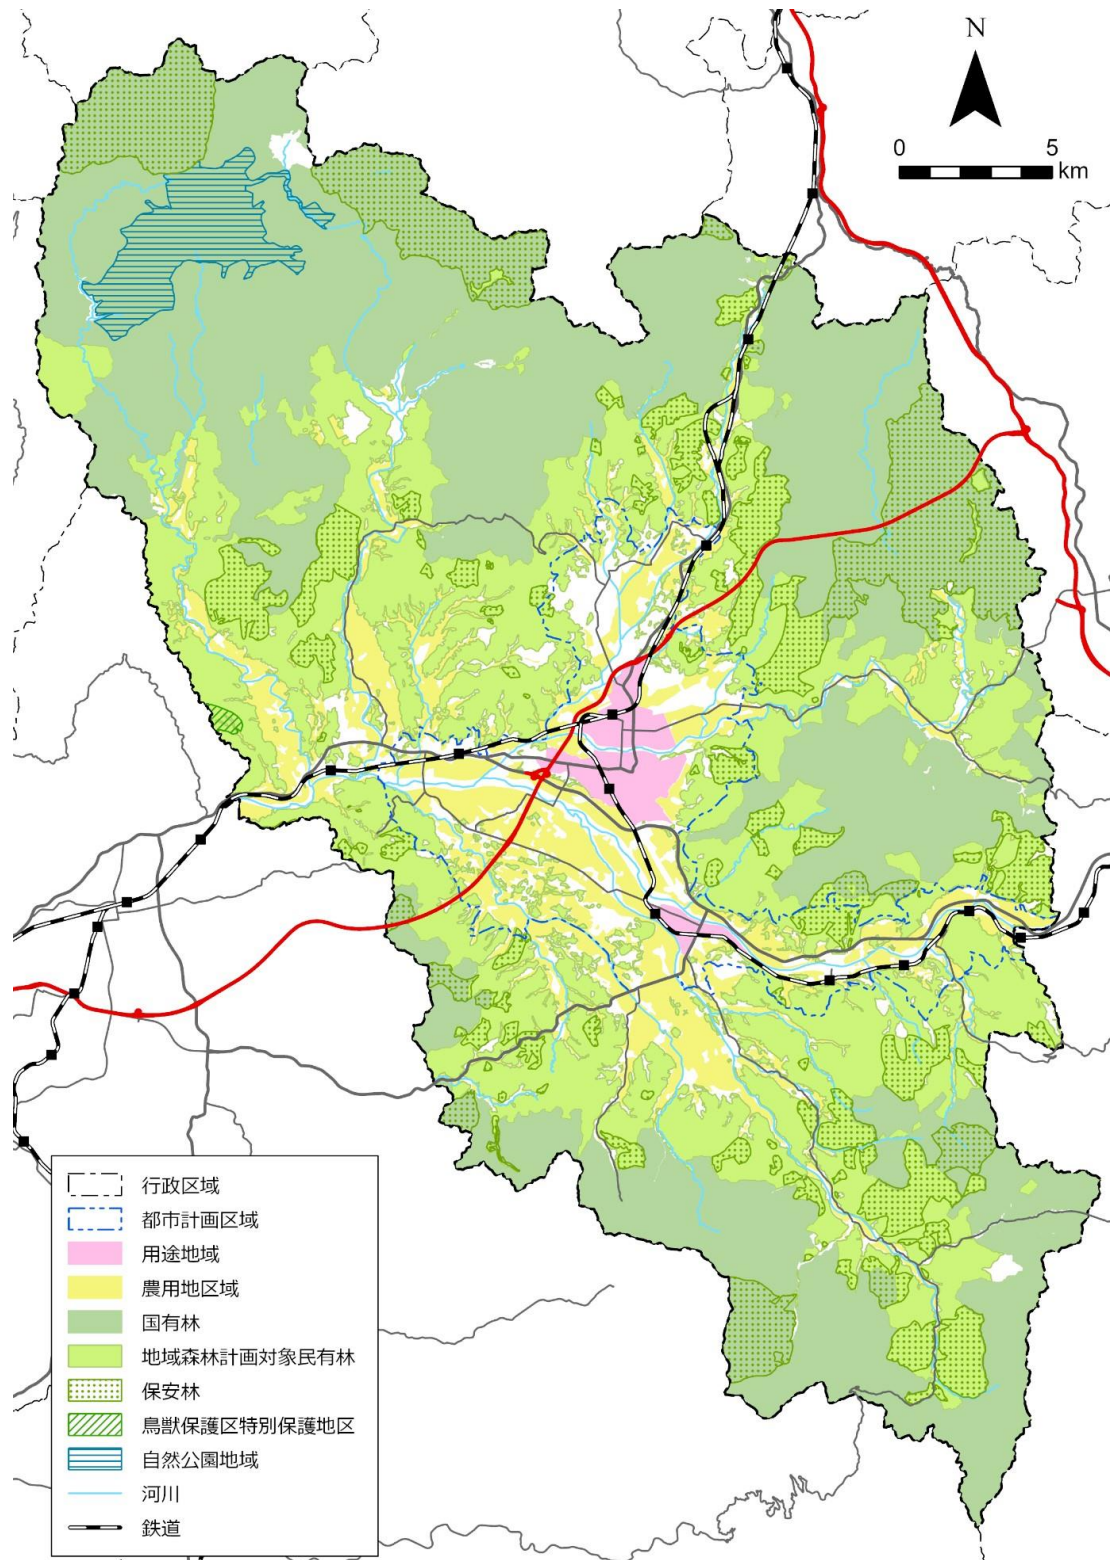 N
0 5
km
行政区域
都市計画区域
用途地域
農用地区域
国有林
地域森林計画対象民有林
保安林
鳥獣保護区特別保護地区
自然公園地域
河川
鉄道